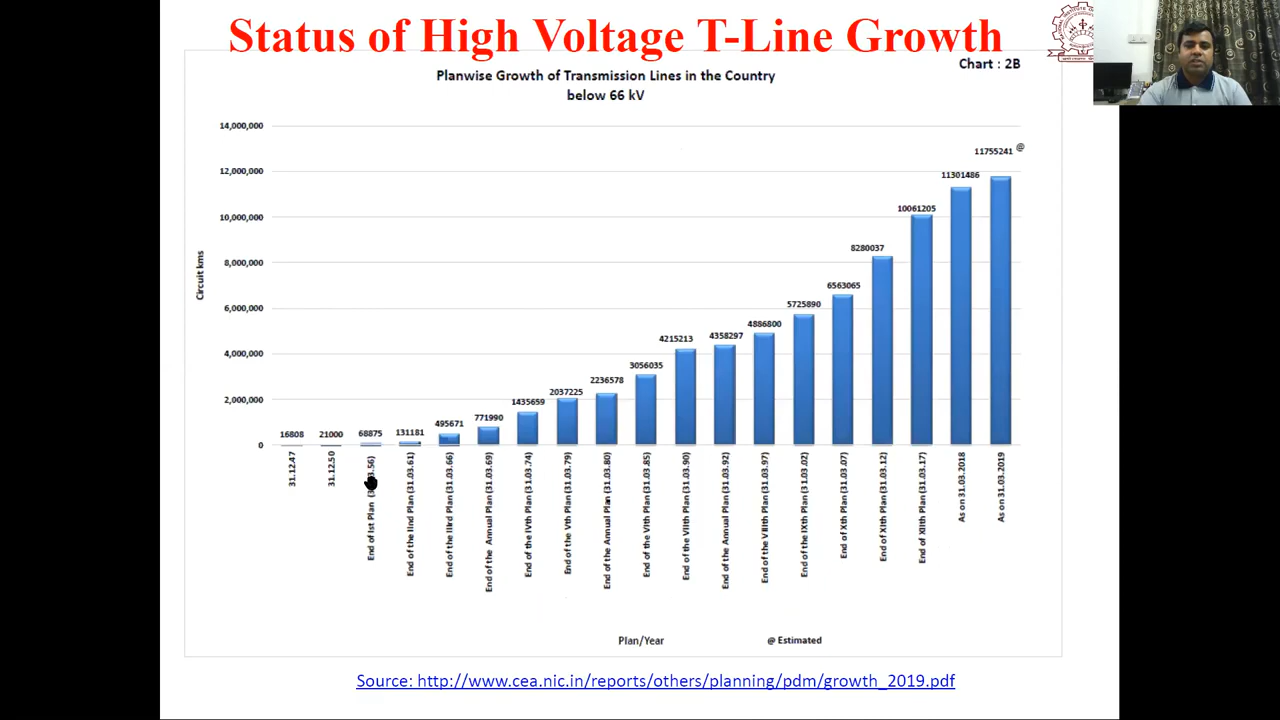 Status of High Voltage T-Line Growth
Chart : 2B
Planwise Growth of Transmission Lines in the Country
below 66 kV
Circuit kms
14,000,000
12,000,000
10,000,000
8,000,000
6,000,000
4,000,000
2,000,000
0
16808
21000
68875
131181
495671
771990
1435659
2037225
2236578
3056035
4215213
4358297
4886800
5725890
6563065
8280037
10061205
11301486
11755241 @
31.12.47
31.12.50
End of Ist Plan
End of the IInd Plan (31.03.61)
End of the IIIrd Plan (31.03.66)
End of the Annual Plan (31.03.69)
End of the IVth Plan (31.03.74)
End of the Vth Plan (31.03.79)
End of the Annual Plan (31.03.80)
End of the VIth Plan (31.03.85)
End of the VIIth Plan (31.03.90)
End of the Annual Plan (31.03.92)
End of the VIIIth Plan (31.03.97)
End of the IXth Plan (31.03.02)
End of Xth Plan (31.03.07)
End of XIth Plan (31.03.12)
End of XIIth Plan (31.03.17)
As on 31.03.2018
As on 31.03.2019
Plan/Year
@ Estimated
Source: http://www.cea.nic.in/reports/others/planning/pdm/growth_2019.pdf